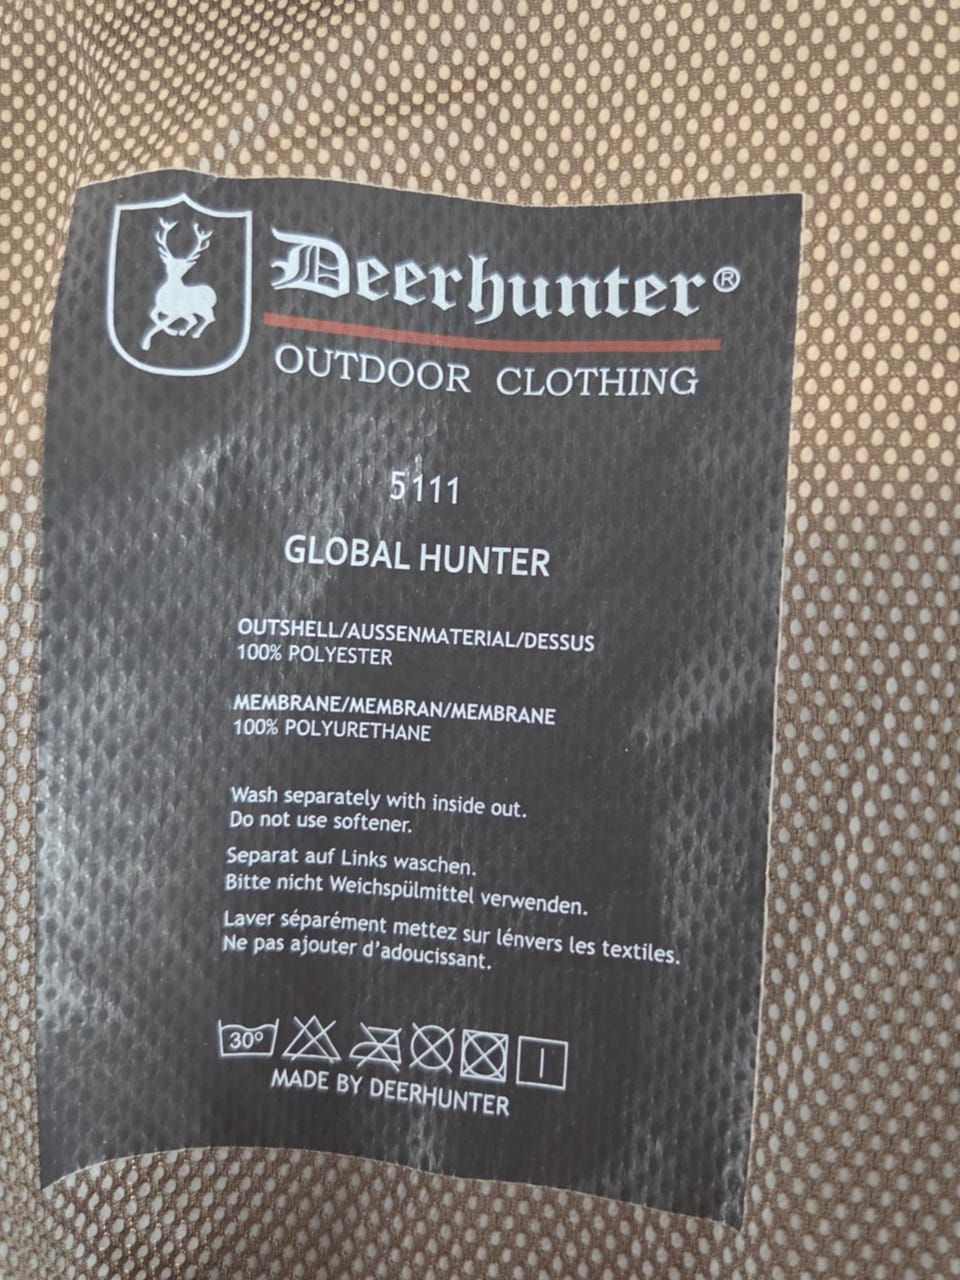 Deerhunter®
OUTDOOR CLOTHING
5111
GLOBAL HUNTER
OUTSHELL/AUSSENMATERIAL/DESSUS
100% POLYESTER
MEMBRANE/MEMBRAN/MEMBRANE
100% POLYURETHANE
Wash separately with inside out.
Do not use softener.
Separat auf Links waschen.
Bitte nicht Weichspülmittel verwenden.
Laver séparément mettez sur lénvers les textiles.
Ne pas ajouter d'adoucissant.
30°
MADE BY DEERHUNTER